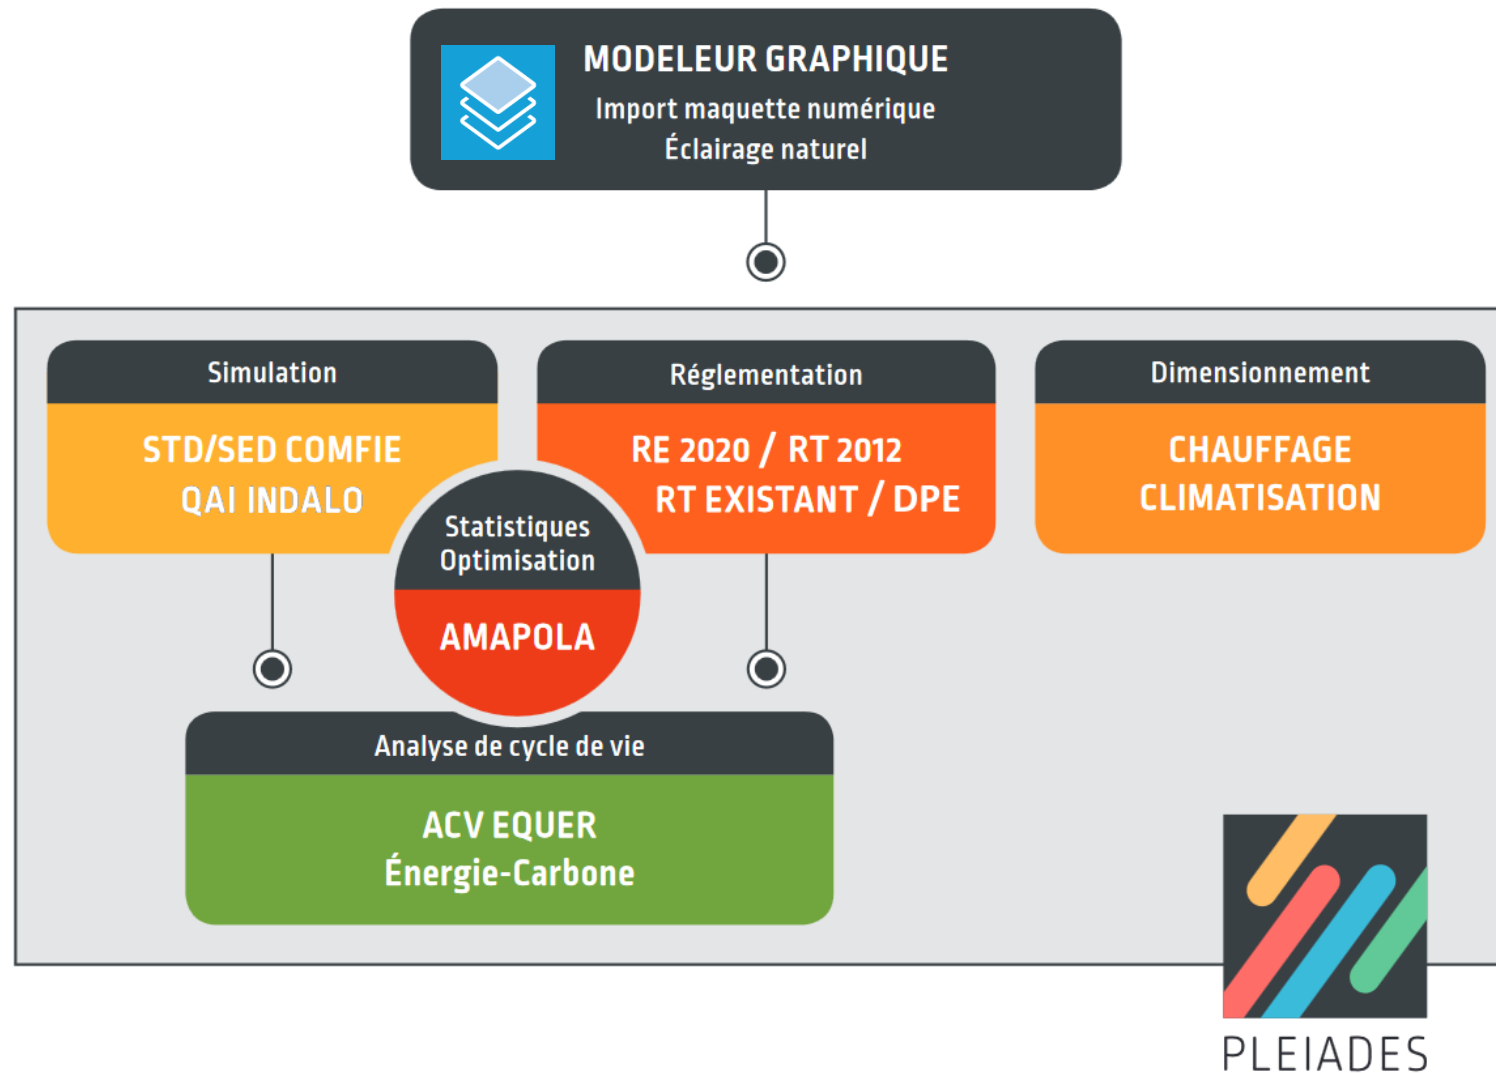 MODELEUR GRAPHIQUE
Import maquette numérique
Éclairage naturel
Simulation
STD/SED COMFIE
QAI INDALO
Réglementation
RE 2020 / RT 2012
RT EXISTANT / DPE
Dimensionnement
CHAUFFAGE
CLIMATISATION
Statistiques
Optimisation
AMAPOLA
Analyse de cycle de vie
ACV EQUER
Énergie-Carbone
PLEIADES